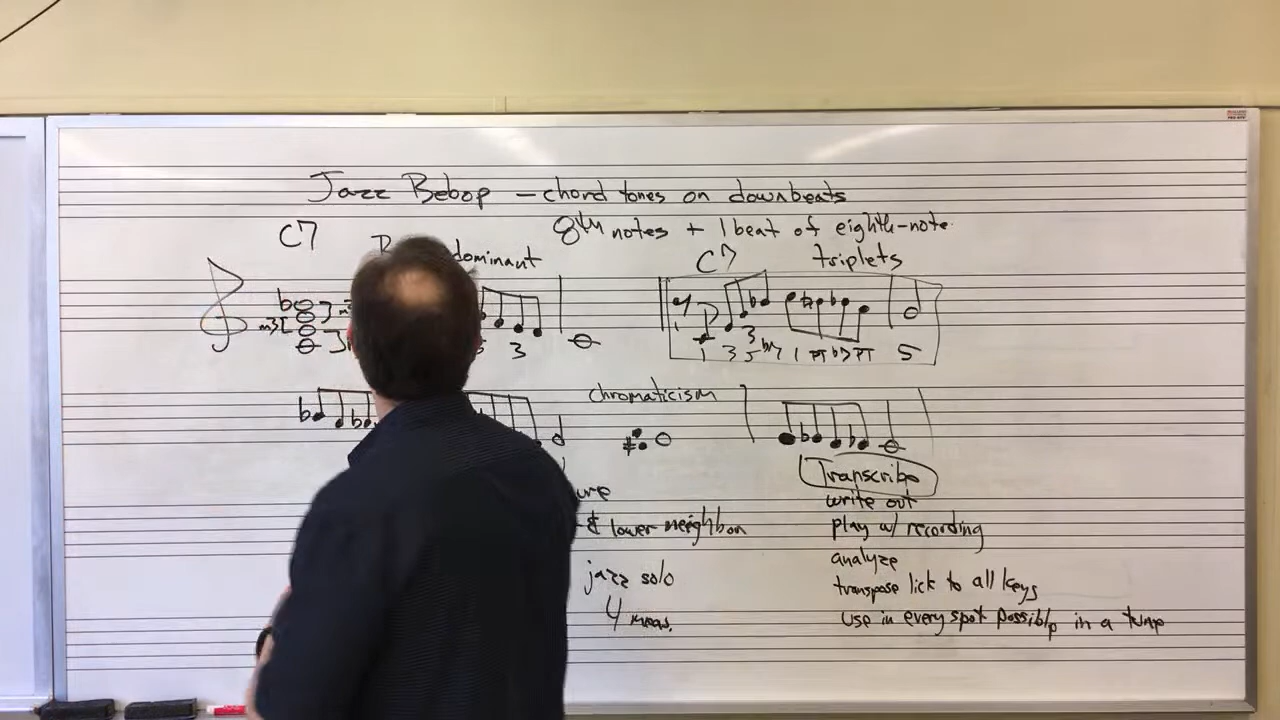 Jazz Bebop – chord tones on downbeats
8th notes + 1 beat of eighth-note
triplets
C7
dominant
C7
b
m3
3
1 3 5 b7 1 PT b7 PT 5
3
chromaticism
Transcribe
write out
& lower neighbor
play w/ recording
analyze
jazz solo
transpose lick to all keys
4 meas.
use in every spot possible in a tune